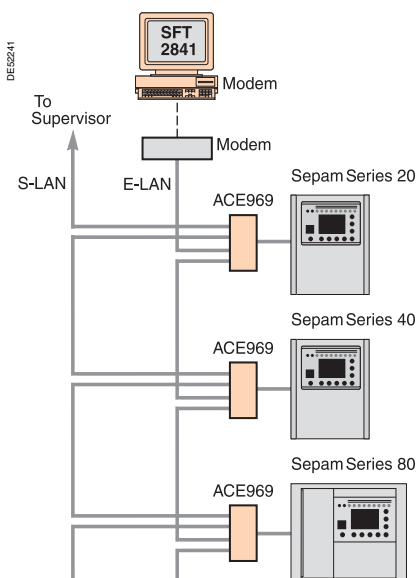 DE52241
SFT
2841
Modem
To
Supervisor
Modem
S-LAN
E-LAN
Sepam Series 20
ACE969
Sepam Series 40
ACE969
Sepam Series 80
ACE969